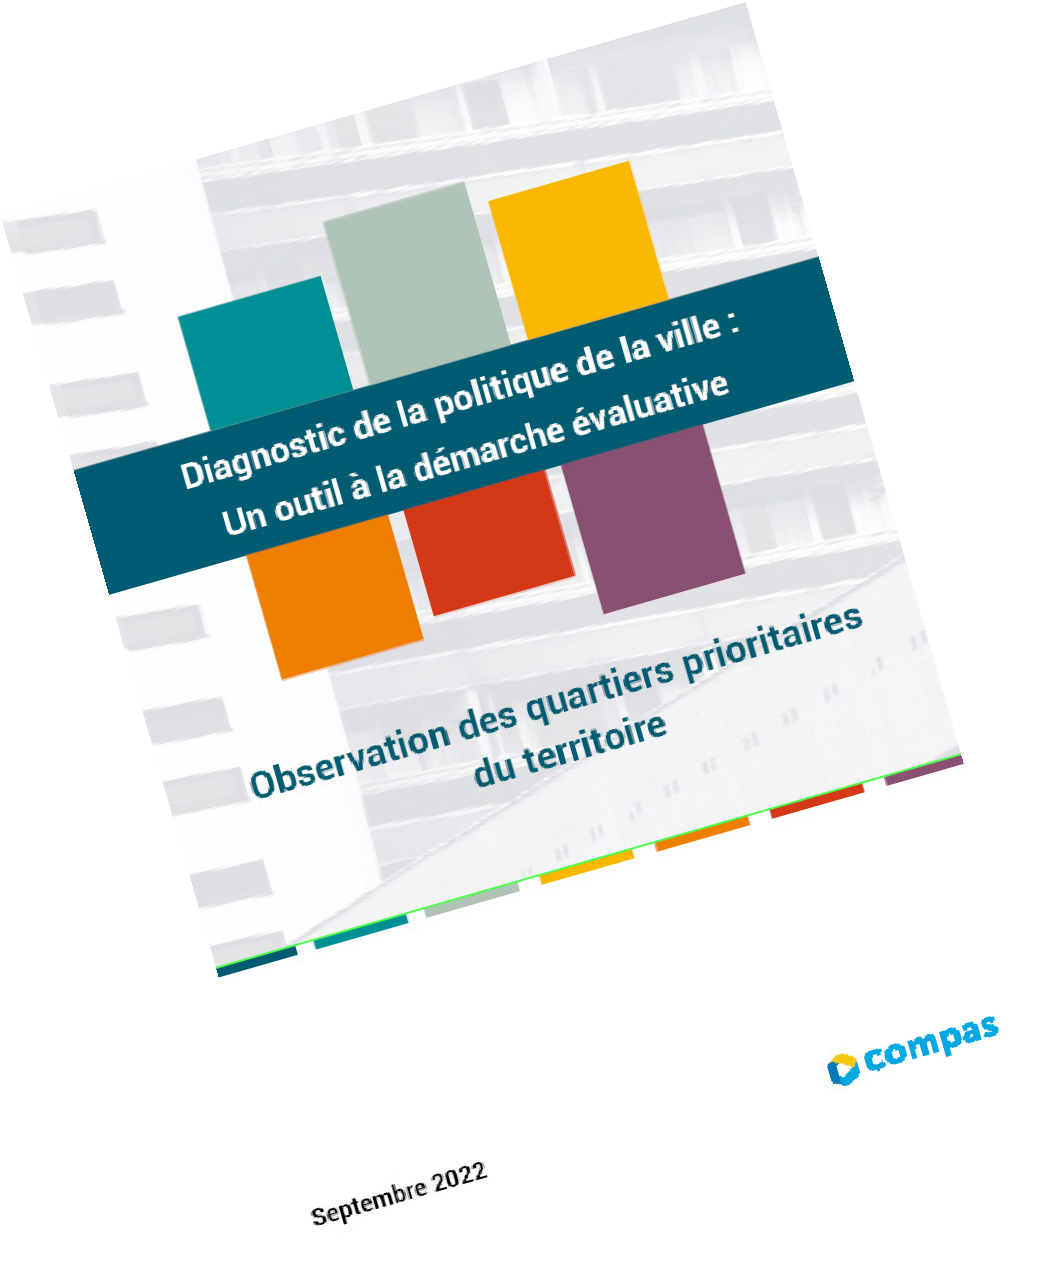 Diagnostic de la politique de la ville :
Un outil à la démarche évaluative
Observation des quartiers prioritaires
du territoire
compas
Septembre 2022